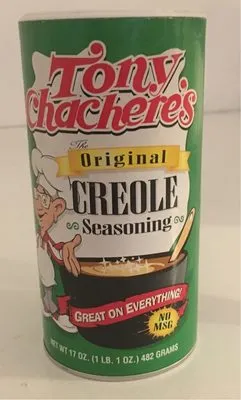 Tony
Chachere's
The
Original
CREOLE
Seasoning
GREAT ON EVERYTHING!
NO
MSG
NET WT 17 OZ. (1 LB. 1 OZ.) 482 GRAMS